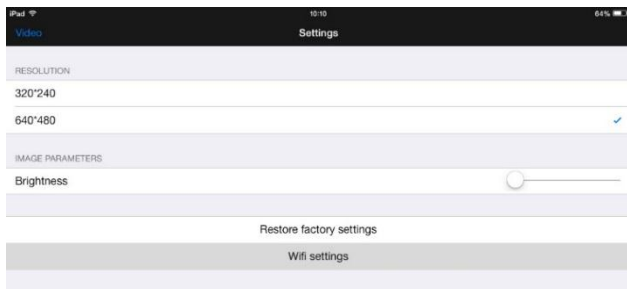 iPad 10:10 64%
Video Settings
RESOLUTION
320*240
640*480
IMAGE PARAMETERS
Brightness
Restore factory settings
Wifi settings